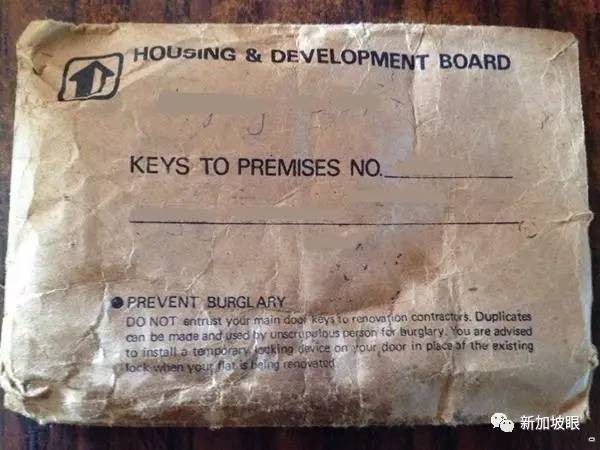 HOUSING & DEVELOPMENT BOARD
KEYS TO PREMISES NO.
PREVENT BURGLARY
DO NOT entrust your main door keys to renovation contractors. Duplicates
can be made and used by unscrupulous person for burglary. You are advised
to install a temporary locking device on your door in place of the existing
lock when your flat is being renovated
新加坡眼